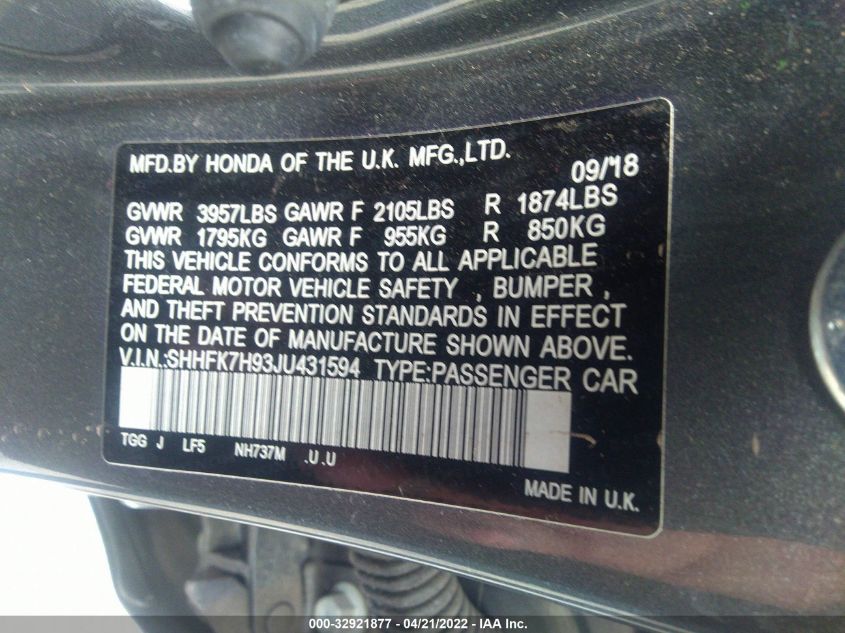 MFD.BY HONDA OF THE U.K. MFG.,LTD. 09/'18
GVWR 3957LBS GAWR F 2105LBS R 1874LBS
GVWR 1795KG GAWR F 955KG R 850KG
THIS VEHICLE CONFORMS TO ALL APPLICABLE
FEDERAL MOTOR VEHICLE SAFETY , BUMPER ,
AND THEFT PREVENTION STANDARDS IN EFFECT
ON THE DATE OF MANUFACTURE SHOWN ABOVE.
V.I.N.:SHHFK7H93JU431594 TYPE:PASSENGER CAR
TGG J LF5 NH737M .U .U
MADE IN U.K.
000-32921877 - 04/21/2022 - IAA Inc.